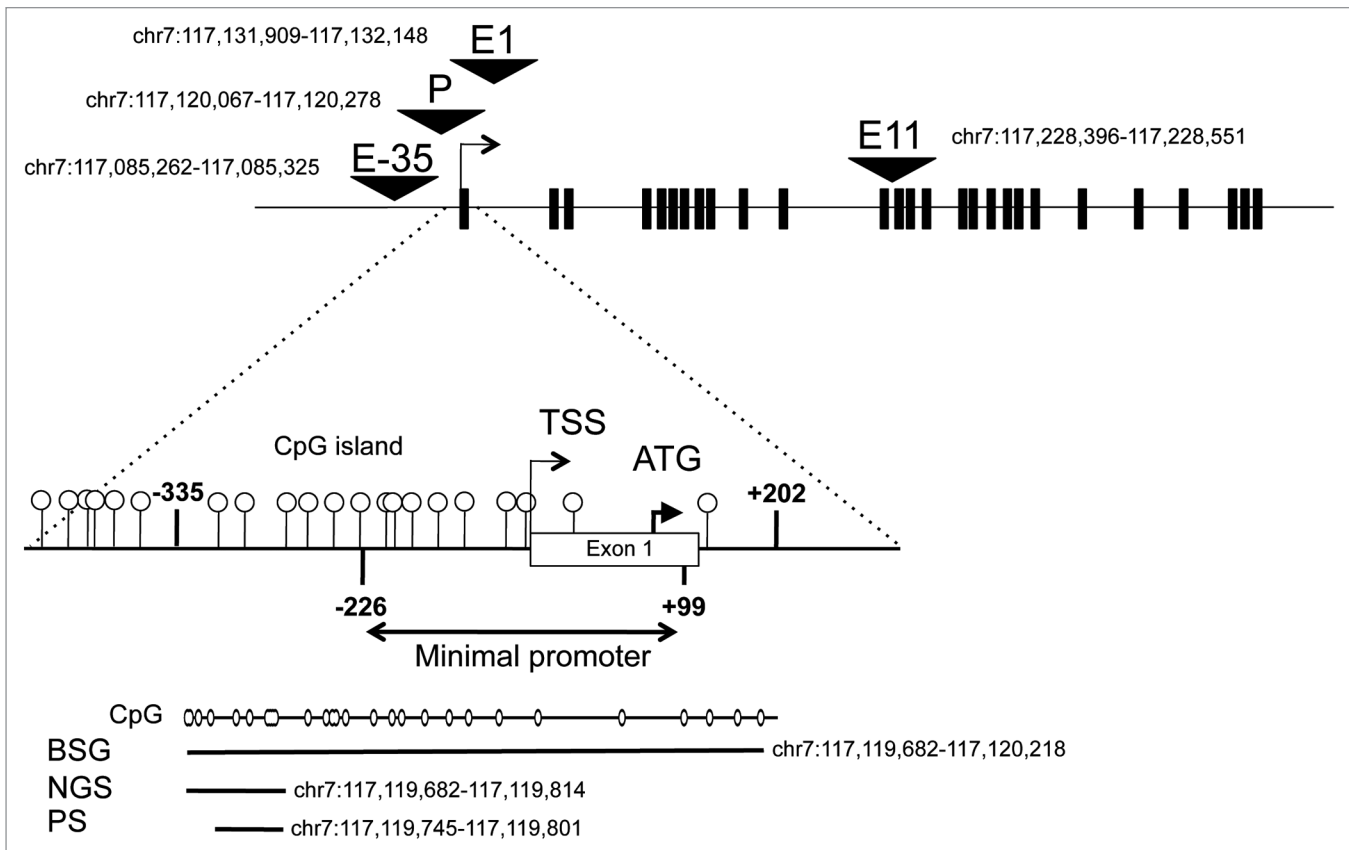 chr7:117,131,909-117,132,148 E1
chr7:117,120,067-117,120,278 P
chr7:117,085,262-117,085,325 E-35
E11 chr7:117,228,396-117,228,551
CpG island
TSS
ATG
-335
+202
Exon 1
-226
+99
Minimal promoter
CpG
BSG chr7:117,119,682-117,120,218
NGS chr7:117,119,682-117,119,814
PS chr7:117,119,745-117,119,801